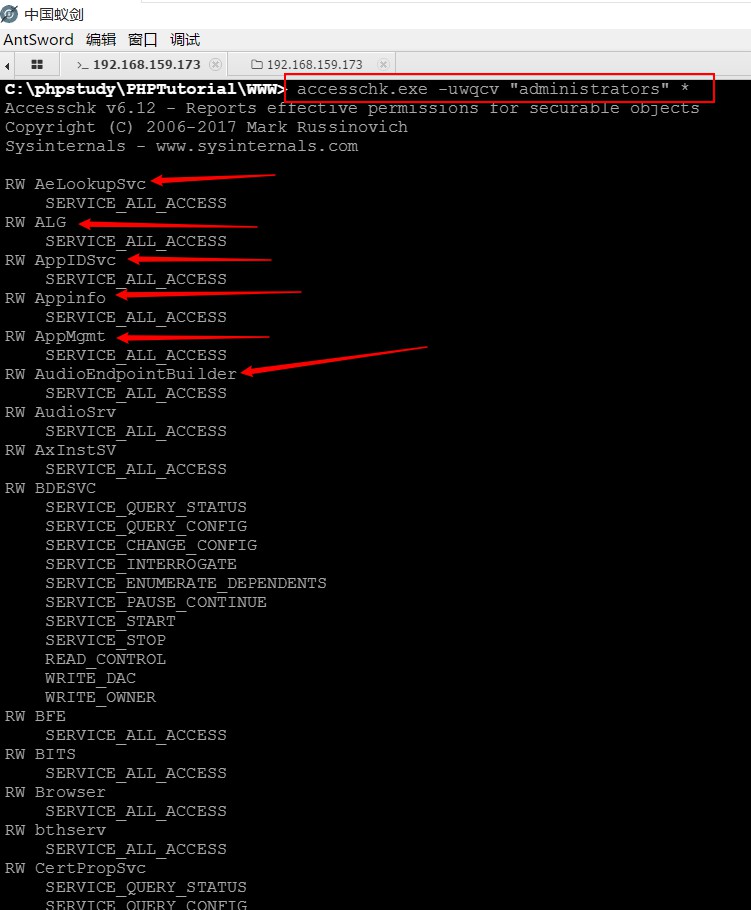 中国蚁剑
AntSword 编辑 窗口 调试
>_ 192.168.159.173 192.168.159.173
C:\phpstudy\PHPTutorial\WWW> accesschk.exe -uwqcv "administrators" *
Accesschk v6.12 - Reports effective permissions for securable objects
Copyright (C) 2006-2017 Mark Russinovich
Sysinternals - www.sysinternals.com
RW AeLookupSvc
SERVICE_ALL_ACCESS
RW ALG
SERVICE_ALL_ACCESS
RW AppIDSvc
SERVICE_ALL_ACCESS
RW Appinfo
SERVICE_ALL_ACCESS
RW AppMgmt
SERVICE_ALL_ACCESS
RW AudioEndpointBuilder
SERVICE_ALL_ACCESS
RW AudioSrv
SERVICE_ALL_ACCESS
RW AxInstSV
SERVICE_ALL_ACCESS
RW BDESVC
SERVICE_QUERY_STATUS
SERVICE_QUERY_CONFIG
SERVICE_CHANGE_CONFIG
SERVICE_INTERROGATE
SERVICE_ENUMERATE_DEPENDENTS
SERVICE_PAUSE_CONTINUE
SERVICE_START
SERVICE_STOP
READ_CONTROL
WRITE_DAC
WRITE_OWNER
RW BFE
SERVICE_ALL_ACCESS
RW BITS
SERVICE_ALL_ACCESS
RW Browser
SERVICE_ALL_ACCESS
RW bthserv
SERVICE_ALL_ACCESS
RW CertPropSvc
SERVICE_QUERY_STATUS
SERVICE_QUERY_CONFIG